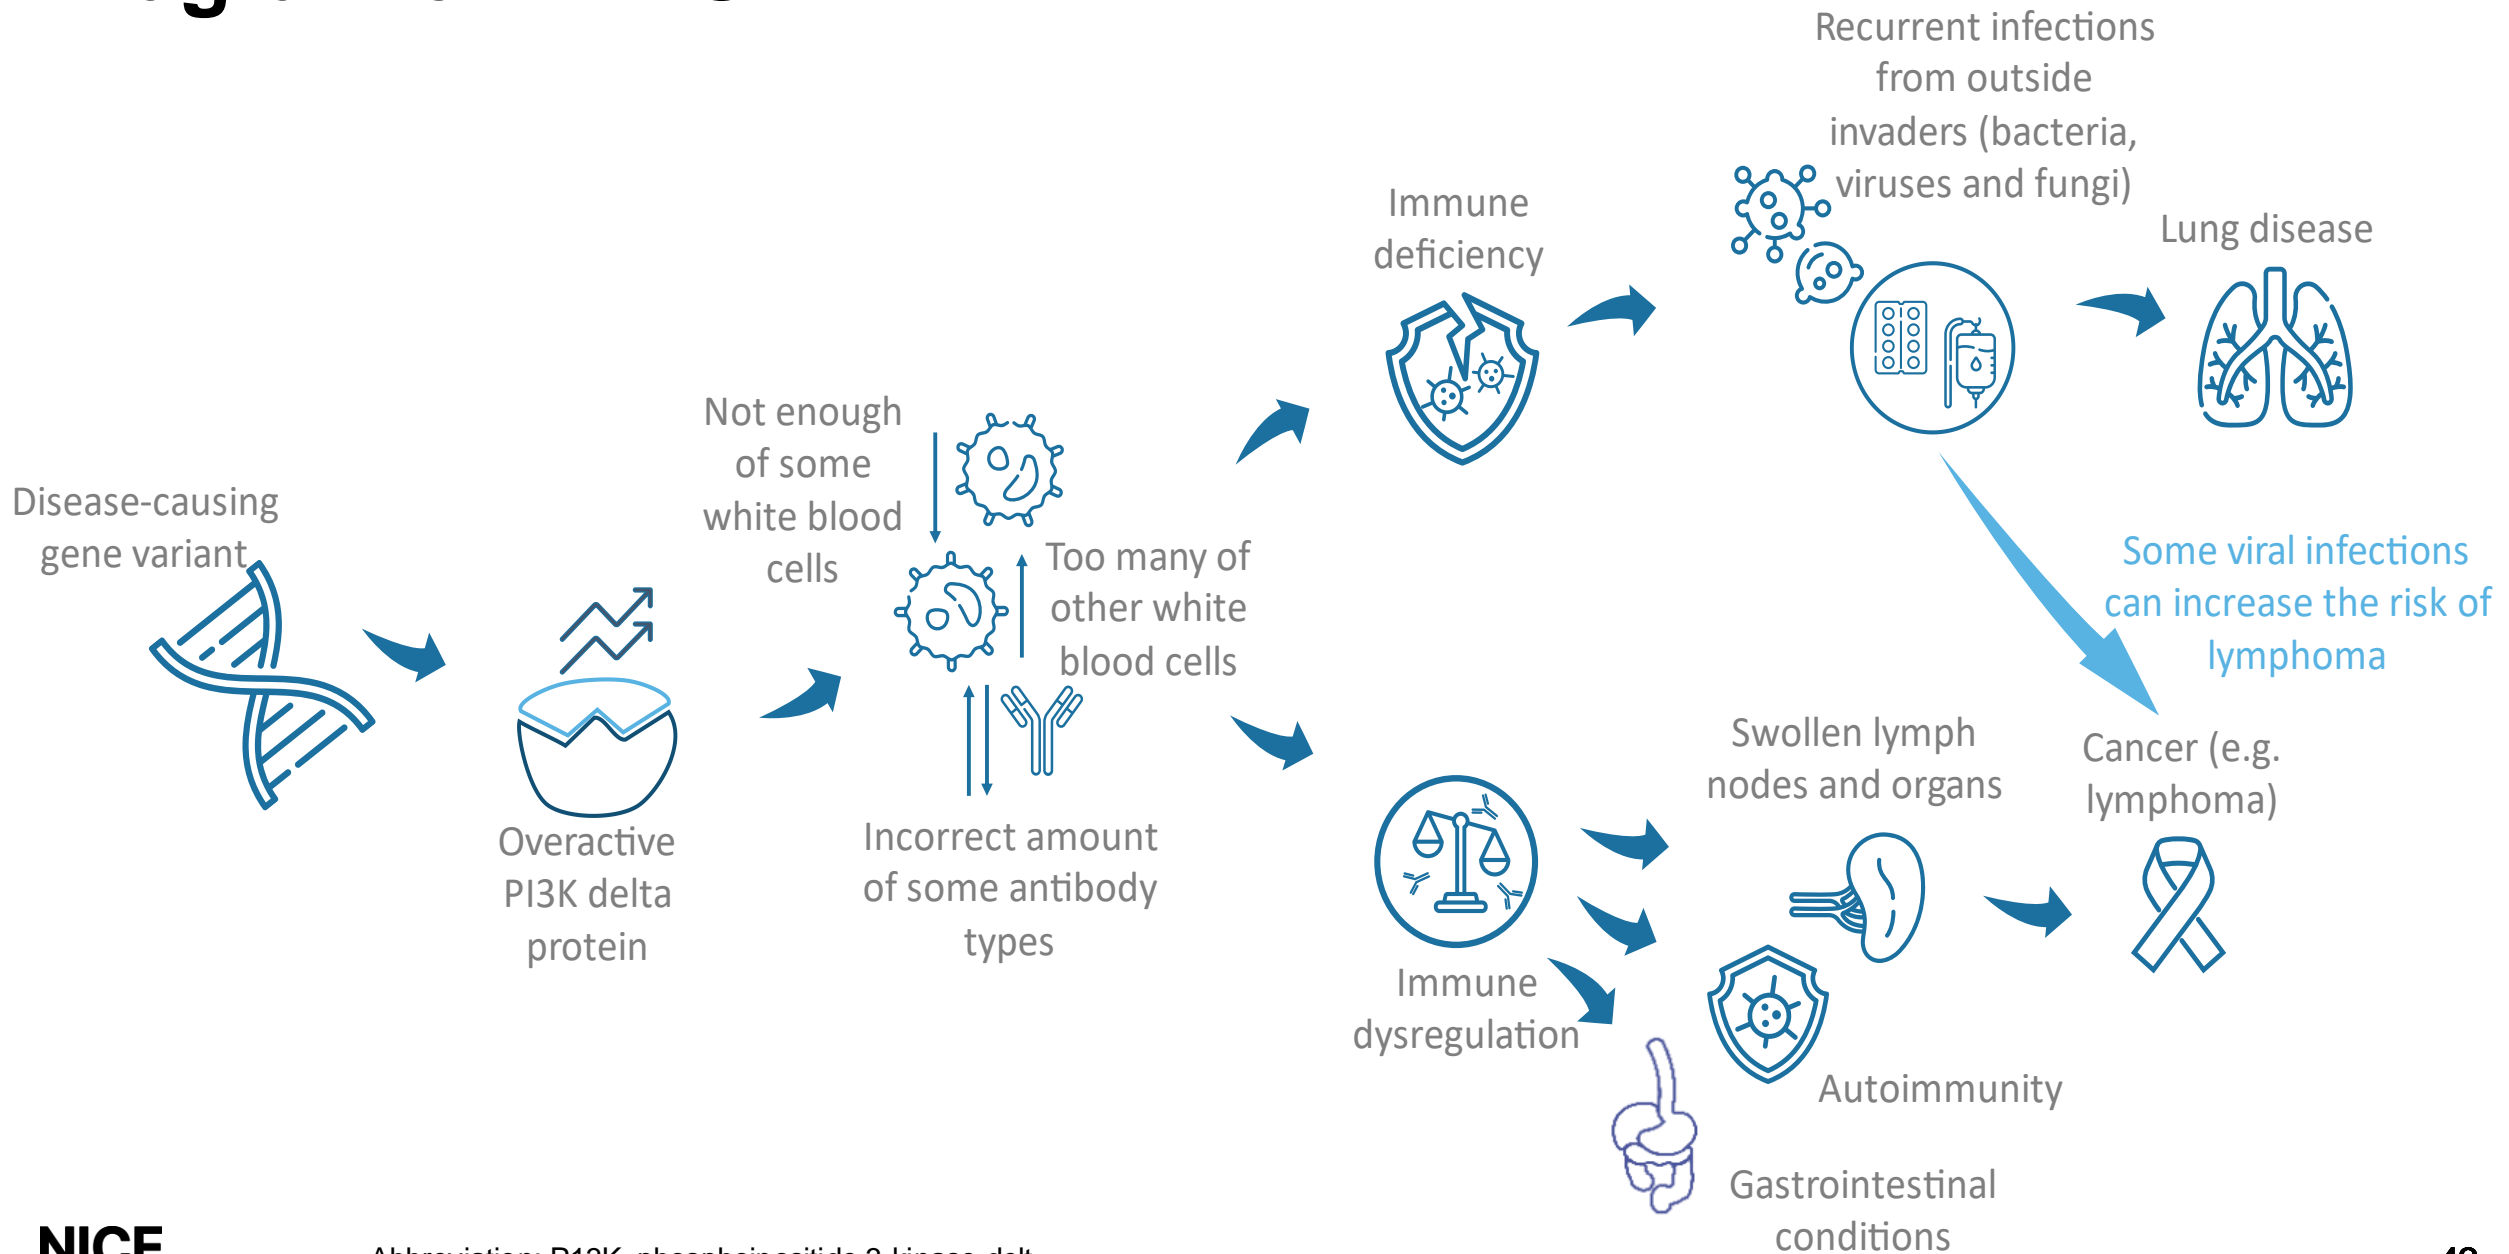 Disease-causing
gene variant
Overactive
PI3K delta
protein
Not enough
of some
white blood
cells
Too many of
other white
blood cells
Incorrect amount
of some antibody
types
Immune
deficiency
Recurrent infections
from outside
invaders (bacteria,
viruses and fungi)
Lung disease
Some viral infections
can increase the risk of
lymphoma
Immune
dysregulation
Swollen lymph
nodes and organs
Cancer (e.g.
lymphoma)
Autoimmunity
Gastrointestinal
conditions
NICE